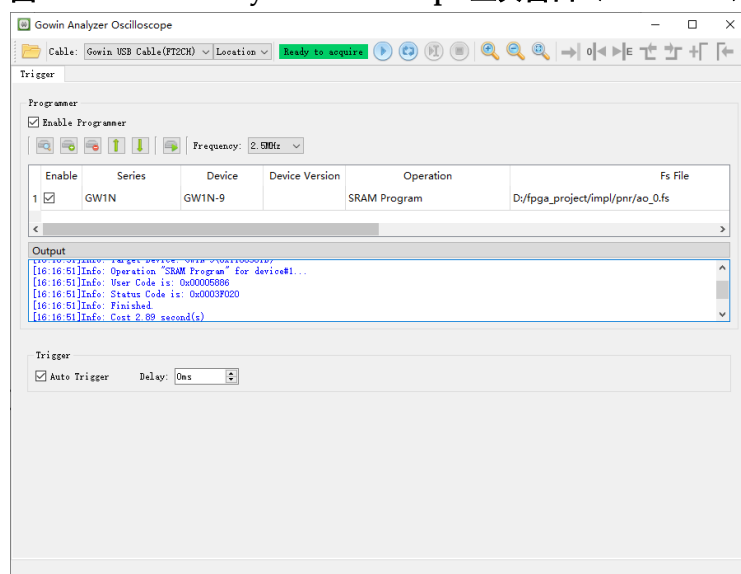 Gowin Analyzer Oscilloscope
Cable: Gowin USB Cable(FT2CH) Location Ready to acquire
Trigger
Programmer
Enable Programmer
Frequency: 2.5MHz
Enable Series Device Device Version Operation Fs File
1 GW1N GW1N-9 SRAM Program D:/fpga_project/impl/pnr/ao_0.fs
Output
[16:16:51]Info: Operation "SRAM Program" for device#1...
[16:16:51]Info: User Code is: 0x00005886
[16:16:51]Info: Status Code is: 0x0003F020
[16:16:51]Info: Finished.
[16:16:51]Info: Cost 2.89 second(s)
Trigger
Auto Trigger Delay: 0ms